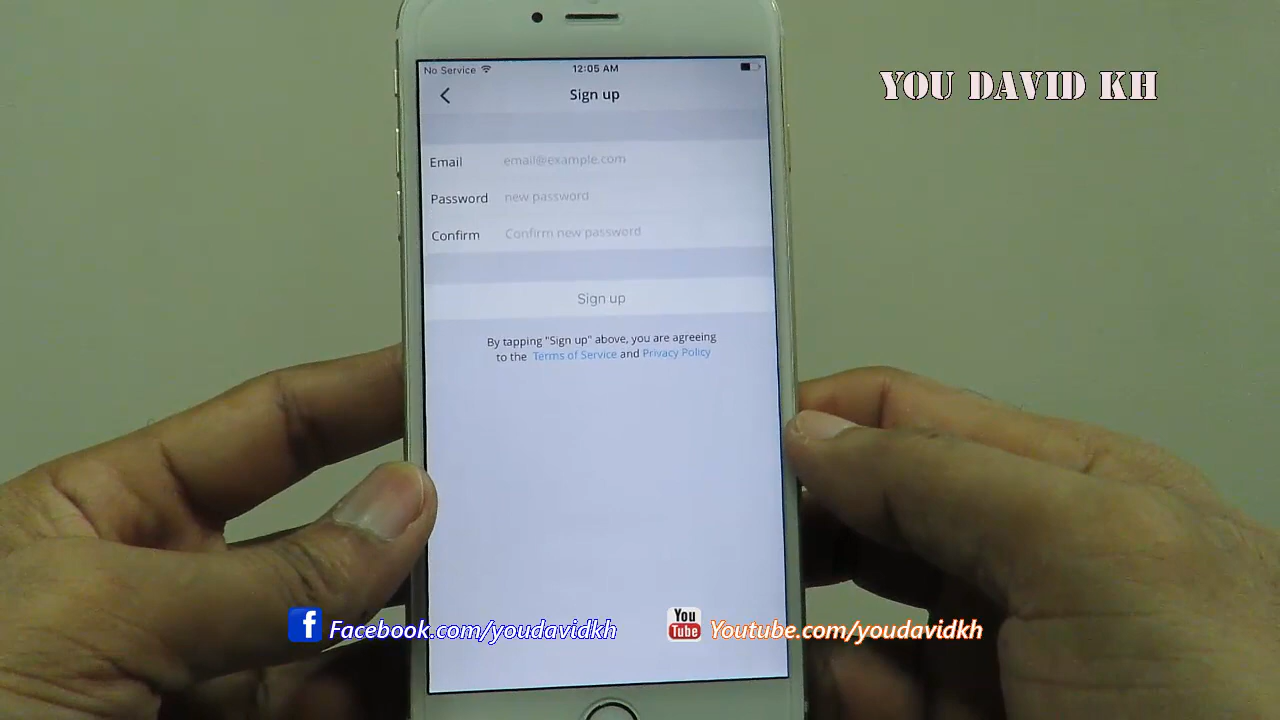 YOU DAVID KH
No Service
12:05 AM
Sign up
Email email@example.com
Password new password
Confirm Confirm new password
Sign up
By tapping "Sign up" above, you are agreeing
to the Terms of Service and Privacy Policy
f Facebook.com/youdavidkh
You Tube Youtube.com/youdavidkh